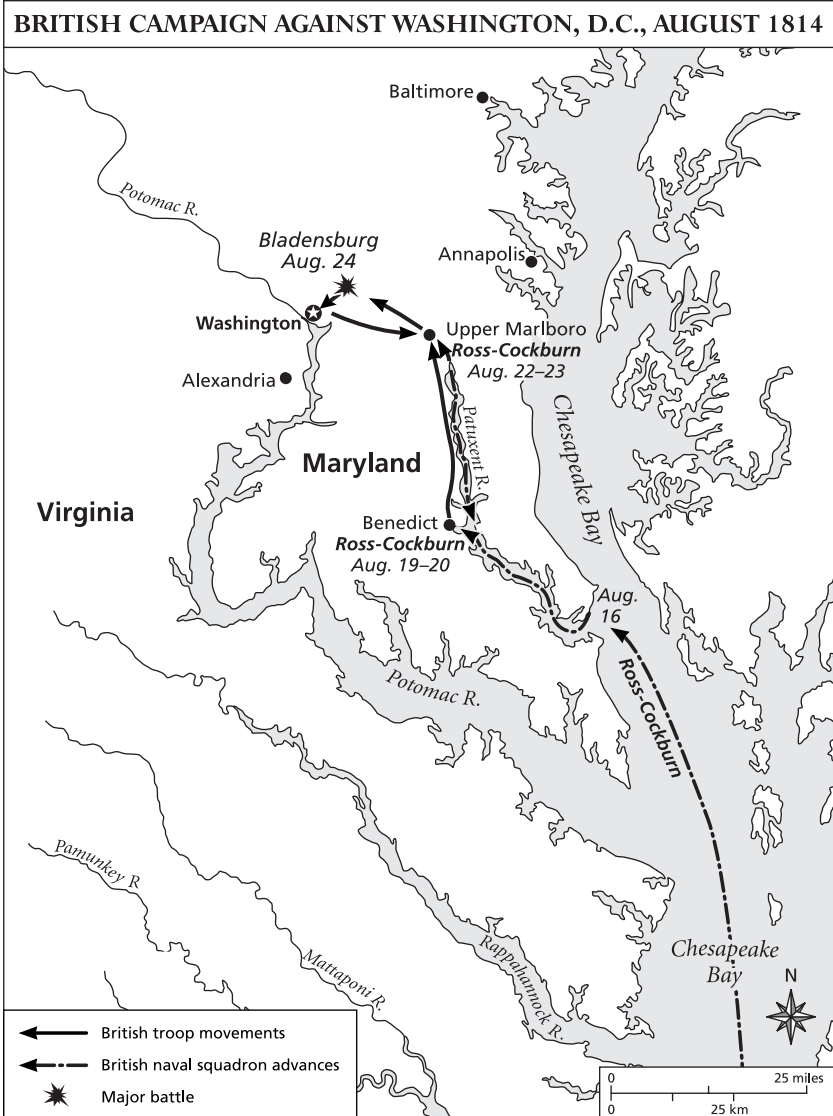 BRITISH CAMPAIGN AGAINST WASHINGTON, D.C., AUGUST 1814
Baltimore
Potomac R.
Bladensburg
Aug. 24
Annapolis
Washington
Upper Marlboro
Ross-Cockburn
Aug. 22–23
Alexandria
Patuxent R.
Chesapeake Bay
Maryland
Virginia
Benedict
Ross-Cockburn
Aug. 19–20
Aug.
16
Ross-Cockburn
Potomac R.
Pamunkey R
Rappahannock R.
Mattaponi R.
Chesapeake
Bay
N
British troop movements
British naval squadron advances
Major battle
0 25 miles
0 25 km